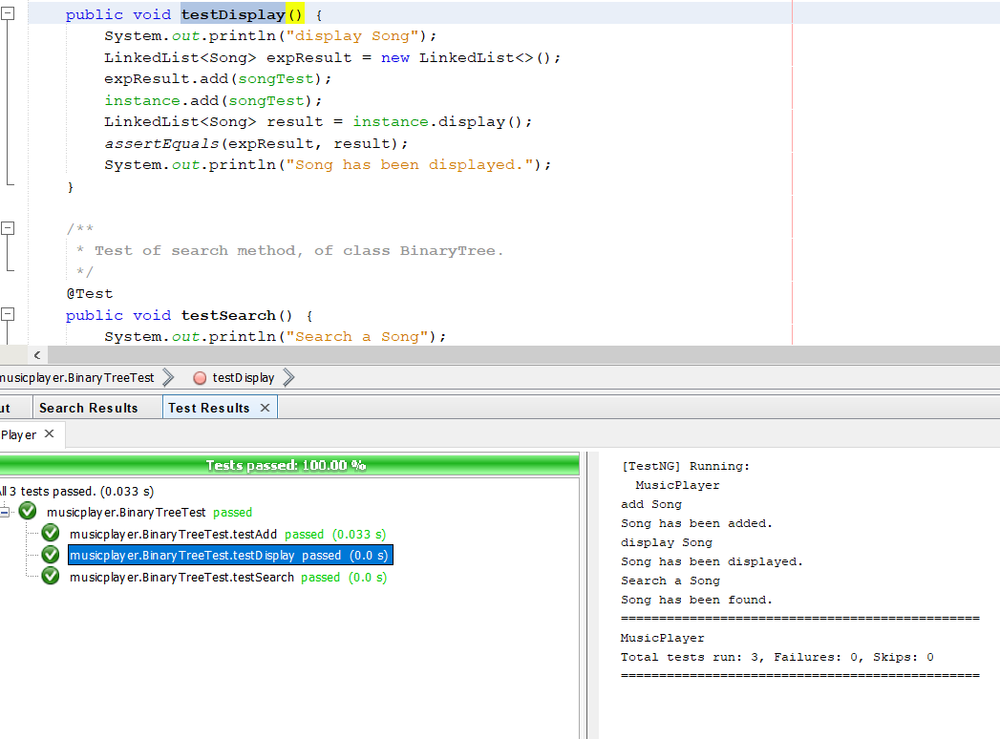 public void testDisplay() {
System.out.println("display Song");
LinkedList<Song> expResult = new LinkedList<>();
expResult.add(songTest);
instance.add(songTest);
LinkedList<Song> result = instance.display();
assertEquals(expResult, result);
System.out.println("Song has been displayed.");
}
/**
* Test of search method, of class BinaryTree.
*/
@Test
public void testSearch() {
System.out.println("Search a Song");
musicplayer.BinaryTreeTest testDisplay
ut Search Results Test Results
Player
Tests passed: 100.00 %
All 3 tests passed. (0.033 s)
musicplayer.BinaryTreeTest passed
musicplayer.BinaryTreeTest.testAdd passed (0.033 s)
musicplayer.BinaryTreeTest.testDisplay passed (0.0 s)
musicplayer.BinaryTreeTest.testSearch passed (0.0 s)
[TestNG] Running:
MusicPlayer
add Song
Song has been added.
display Song
Song has been displayed.
Search a Song
Song has been found.
===============================================
MusicPlayer
Total tests run: 3, Failures: 0, Skips: 0
===============================================